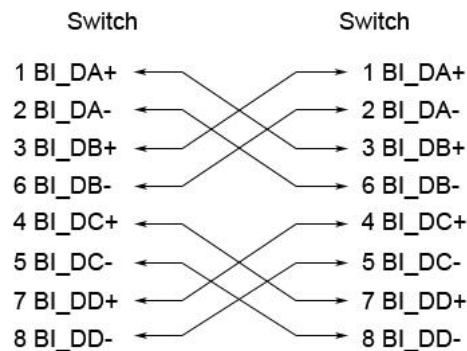 Switch Switch
1 BI_DA+ 1 BI_DA+
2 BI_DA- 2 BI_DA-
3 BI_DB+ 3 BI_DB+
6 BI_DB- 6 BI_DB-
4 BI_DC+ 4 BI_DC+
5 BI_DC- 5 BI_DC-
7 BI_DD+ 7 BI_DD+
8 BI_DD- 8 BI_DD-